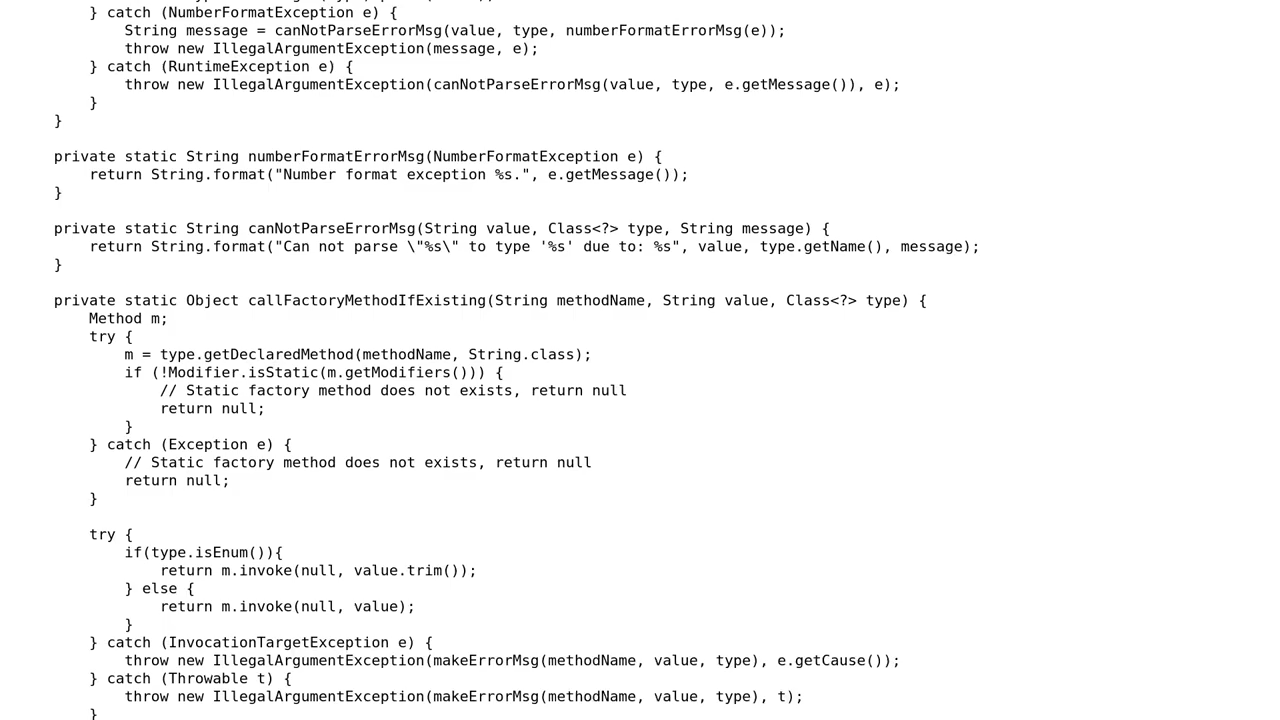 } catch (NumberFormatException e) {
String message = canNotParseErrorMsg(value, type, numberFormatErrorMsg(e));
throw new IllegalArgumentException(message, e);
} catch (RuntimeException e) {
throw new IllegalArgumentException(canNotParseErrorMsg(value, type, e.getMessage()), e);
}
}
private static String numberFormatErrorMsg(NumberFormatException e) {
return String.format("Number format exception %s.", e.getMessage());
}
private static String canNotParseErrorMsg(String value, Class<?> type, String message) {
return String.format("Can not parse \"%s\" to type '%s' due to: %s", value, type.getName(), message);
}
private static Object callFactoryMethodIfExisting(String methodName, String value, Class<?> type) {
Method m;
try {
m = type.getDeclaredMethod(methodName, String.class);
if (!Modifier.isStatic(m.getModifiers())) {
// Static factory method does not exists, return null
return null;
}
} catch (Exception e) {
// Static factory method does not exists, return null
return null;
}
try {
if(type.isEnum()){
return m.invoke(null, value.trim());
} else {
return m.invoke(null, value);
}
} catch (InvocationTargetException e) {
throw new IllegalArgumentException(makeErrorMsg(methodName, value, type), e.getCause());
} catch (Throwable t) {
throw new IllegalArgumentException(makeErrorMsg(methodName, value, type), t);
}